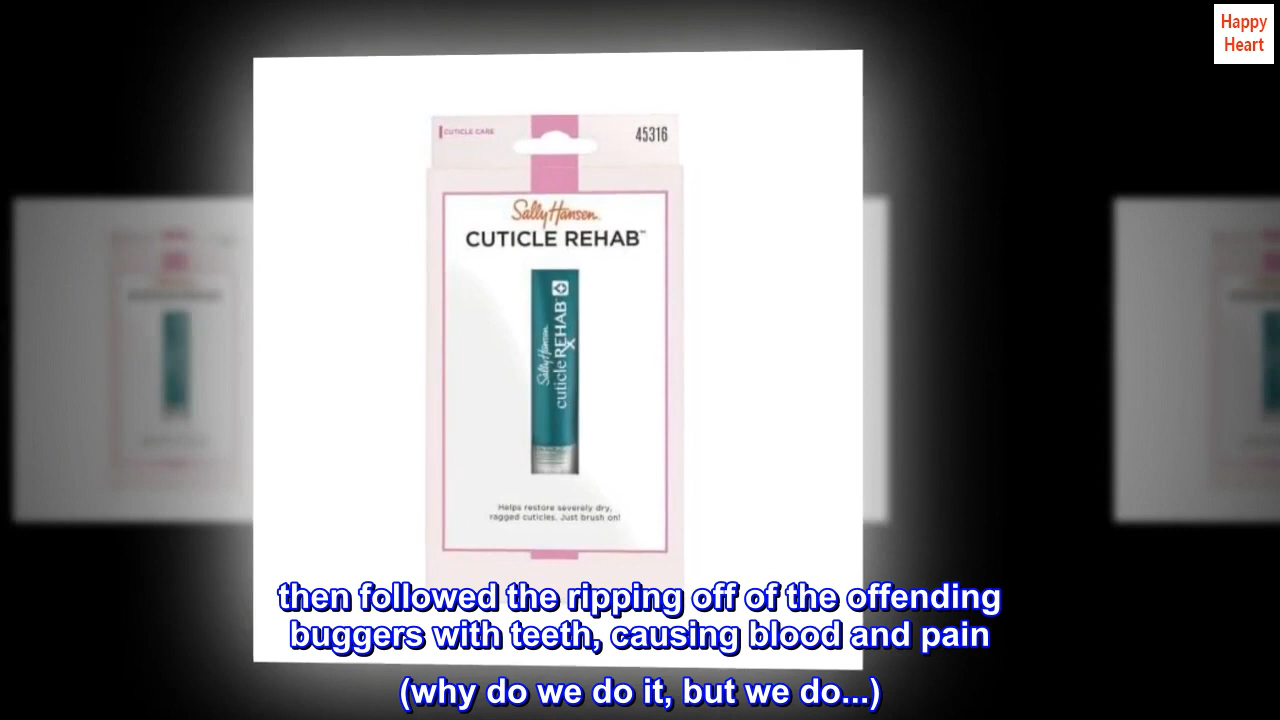 Happy
Heart
CUTICLE CARE
45316
Sally Hansen
CUTICLE REHAB™
Sally Hansen
cuticle REHAB
Helps restore severely dry,
ragged cuticles. Just brush on!
then followed the ripping off of the offending
buggers with teeth, causing blood and pain
(why do we do it, but we do...)